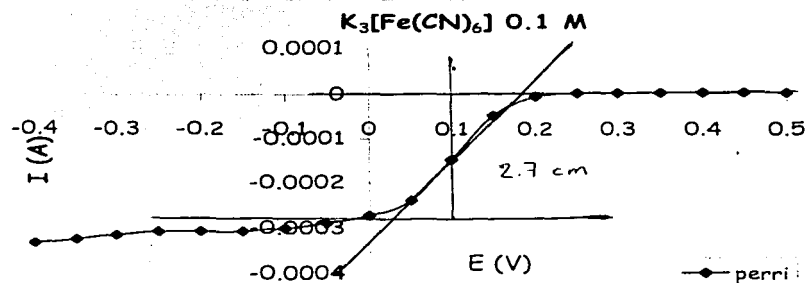 K₃[Fe(CN)₆] 0.1 M
0.0001
0
-0.4 -0.3 -0.2 -0.1 0 0.1 0.2 0.3 0.4 0.5
-0.0001
I (A)
2.7 cm
-0.0002
-0.0003
E (V)
-0.0004
perri